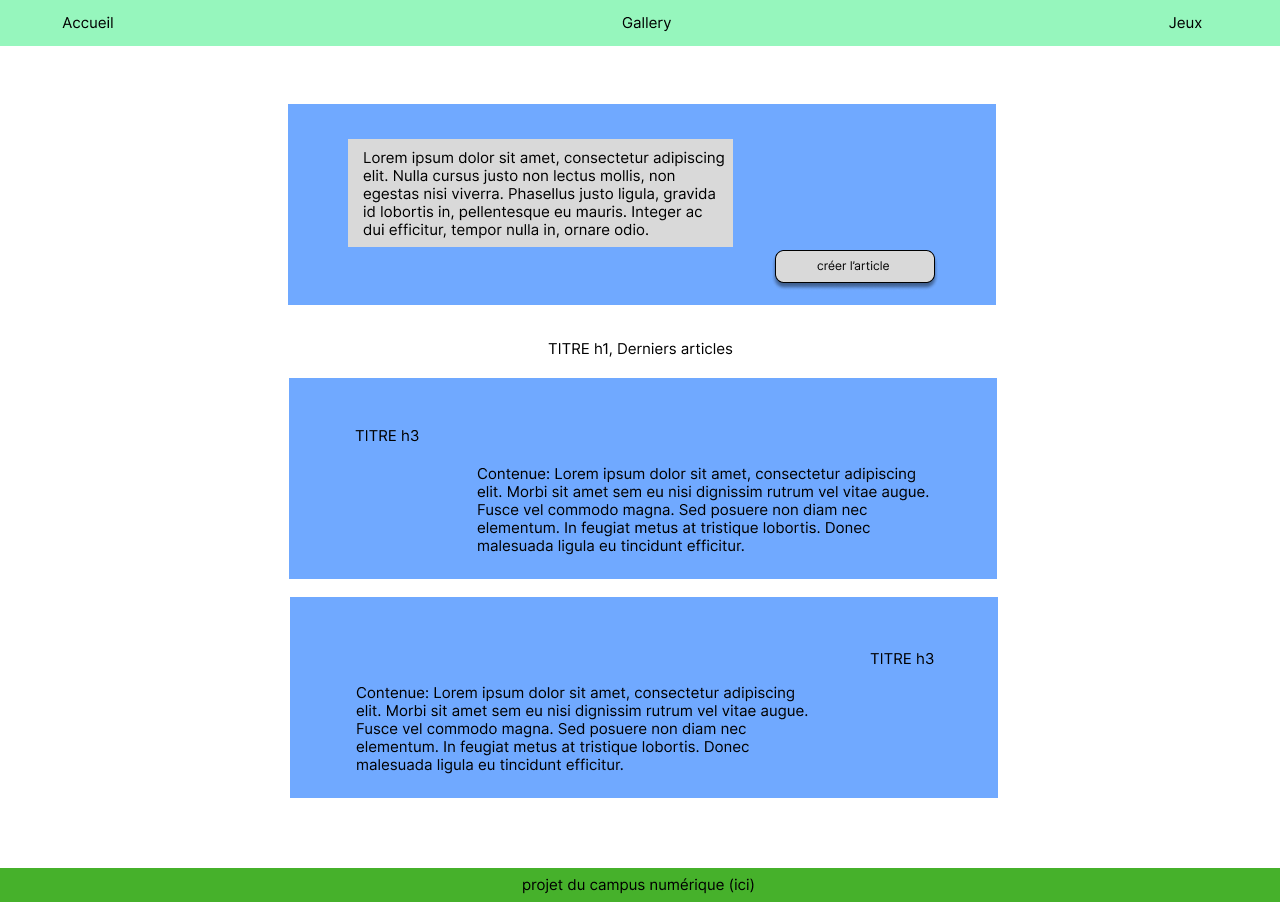 Accueil
Gallery
Jeux
Lorem ipsum dolor sit amet, consectetur adipiscing
elit. Nulla cursus justo non lectus mollis, non
egestas nisi viverra. Phasellus justo ligula, gravida
id lobortis in, pellentesque eu mauris. Integer ac
dui efficitur, tempor nulla in, ornare odio.
créer l’article
TITRE h1, Derniers articles
TITRE h3
Contenue: Lorem ipsum dolor sit amet, consectetur adipiscing
elit. Morbi sit amet sem eu nisi dignissim rutrum vel vitae augue.
Fusce vel commodo magna. Sed posuere non diam nec
elementum. In feugiat metus at tristique lobortis. Donec
malesuada ligula eu tincidunt efficitur.
TITRE h3
Contenue: Lorem ipsum dolor sit amet, consectetur adipiscing
elit. Morbi sit amet sem eu nisi dignissim rutrum vel vitae augue.
Fusce vel commodo magna. Sed posuere non diam nec
elementum. In feugiat metus at tristique lobortis. Donec
malesuada ligula eu tincidunt efficitur.
projet du campus numérique (ici)